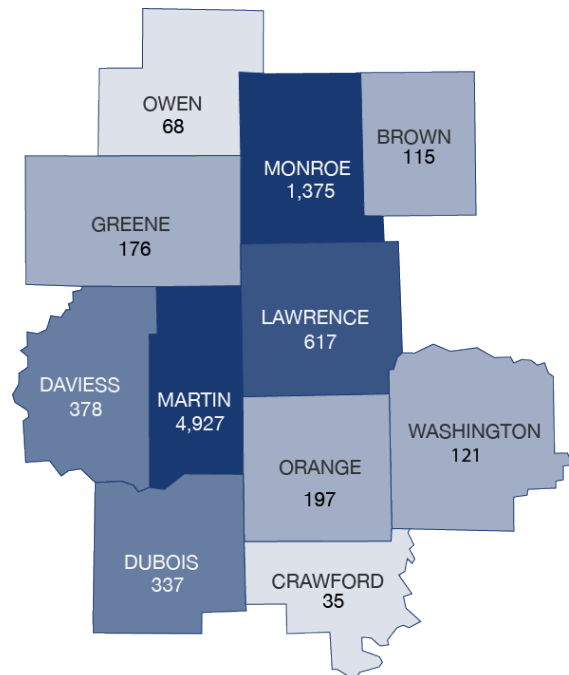 OWEN
68
MONROE
1,375
BROWN
115
GREENE
176
LAWRENCE
617
DAVIESS
378
MARTIN
4,927
WASHINGTON
121
ORANGE
197
DUBOIS
337
CRAWFORD
35